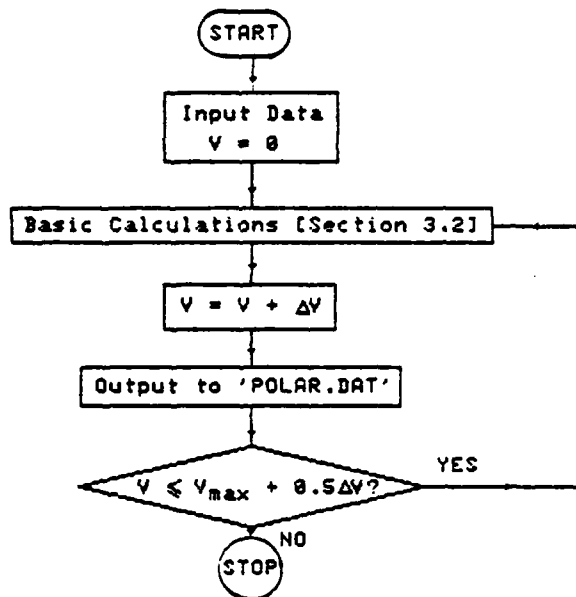 START
Input Data
V = 0
Basic Calculations [Section 3.2]
V = V + ΔV
Output to 'POLAR.DAT'
V ≤ Vmax + 0.5ΔV?
YES
NO
STOP